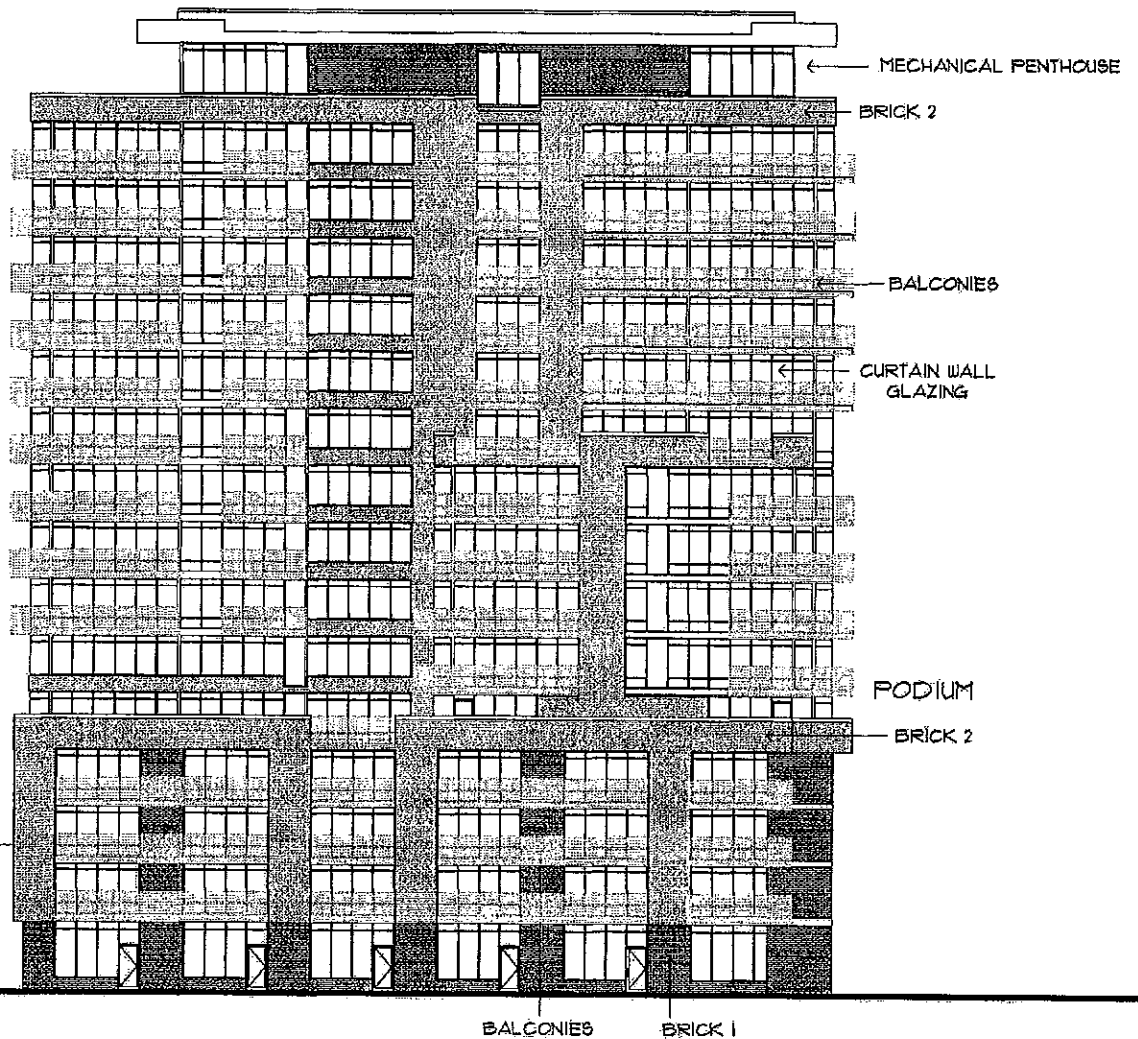 MECHANICAL PENTHOUSE
BRICK 2
BALCONIES
CURTAIN WALL
GLAZING
PODIUM
BRICK 2
BALCONIES
BRICK 1